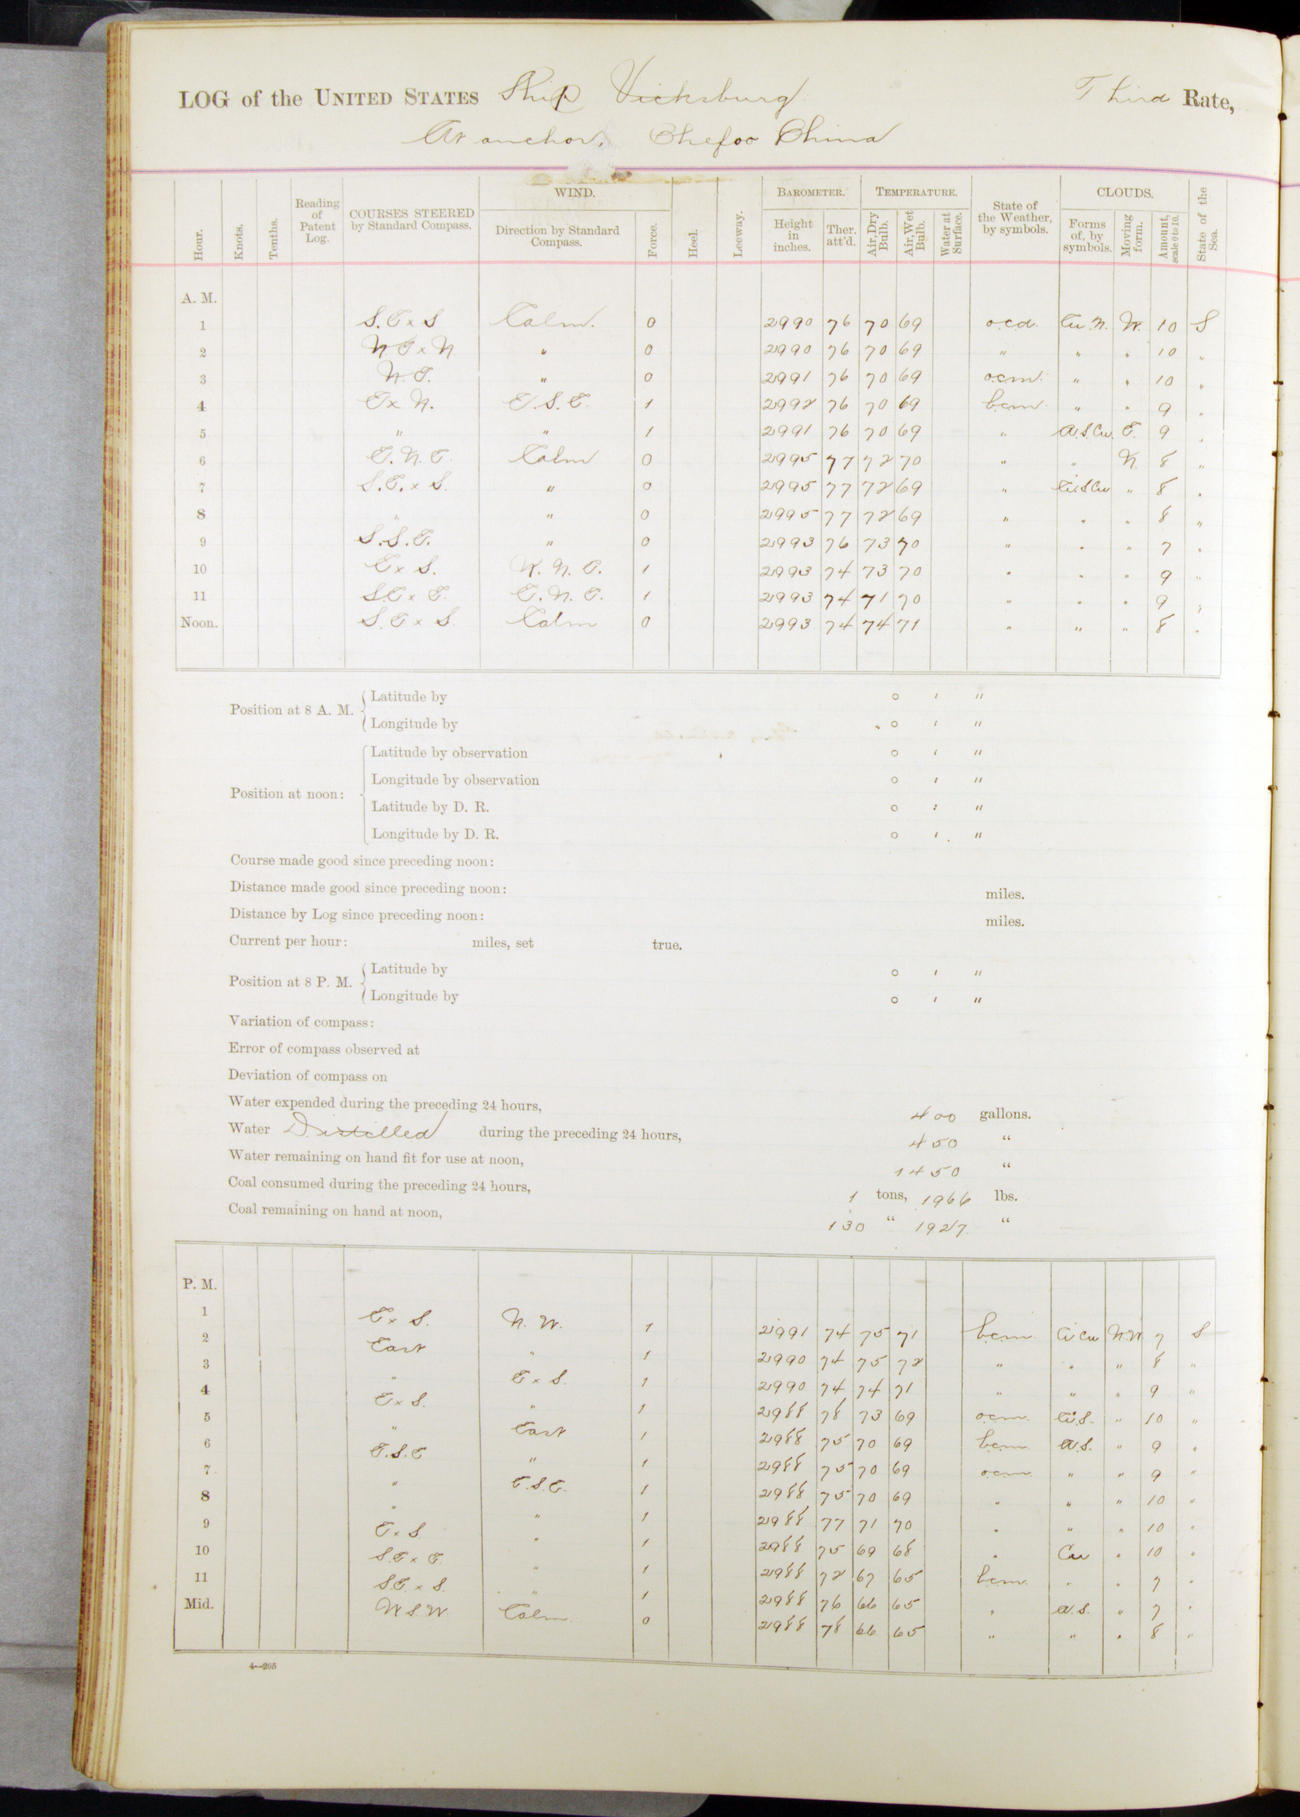 LOG of the UNITED STATES Ship Vicksburg Third Rate,
At anchor, Chefoo China
Hour. Knots. Tenths. Reading of Patent Log. COURSES STEERED by Standard Compass. WIND. Direction by Standard Compass. Force. Heel. Leeway. BAROMETER. Height in inches. Ther. att'd. TEMPERATURE. Air, Dry Bulb. Air, Wet Bulb. Water at Surface. State of the Weather, by symbols. CLOUDS. Forms of, by symbols. Moving form. Amount, scale 0 to 10. State of the Sea.
A. M.
1 S.E x S Calm. 0 2990 76 70 69 o.c.d. Cu. N. W. 10 S
2 N E x N " 0 2990 76 70 69 " " " 10 "
3 N. E. " 0 2991 76 70 69 o.c.m. " " 10 "
4 E x N. E. S. E. 1 2992 76 70 69 b.c.m. " " 9 "
5 " " 1 2991 76 70 69 " A.S.Cu. E. 9 "
6 E. N. E. Calm 0 2995 77 72 70 " " N. 8 "
7 S. E. x S. " 0 2995 77 72 69 " Ci.S.Cu " 8 "
8 " " 0 2995 77 72 69 " " " 8 "
9 S. S. E. " 0 2993 76 73 70 " " " 7 "
10 E x S. N. N. E. 1 2993 74 73 70 " " " 9 "
11 SE x E. E. N. E. 1 2993 74 71 70 " " " 9 "
Noon. S. E x S. Calm 0 2993 74 74 71 " " " 8 "
Position at 8 A. M. Latitude by ° ′ ″
Longitude by ° ′ ″
Position at noon: Latitude by observation ° ′ ″
Longitude by observation ° ′ ″
Latitude by D. R. ° ′ ″
Longitude by D. R. ° ′ ″
Course made good since preceding noon:
Distance made good since preceding noon: miles.
Distance by Log since preceding noon: miles.
Current per hour: miles, set true.
Position at 8 P. M. Latitude by ° ′ ″
Longitude by ° ′ ″
Variation of compass:
Error of compass observed at
Deviation of compass on
Water expended during the preceding 24 hours, 400 gallons.
Water Distilled during the preceding 24 hours, 450 "
Water remaining on hand fit for use at noon, 1450 "
Coal consumed during the preceding 24 hours, 1 tons, 1966 lbs.
Coal remaining on hand at noon, 130 " 1927 "
P. M.
1 E x S. N. W. 1 2991 74 75 71 b.c.m. Ci Cu N.W 7 S
2 East " 1 2990 74 75 72 " " " 8 "
3 " E x S. 1 2990 74 74 71 " " " 9 "
4 E x S. " 1 2988 78 73 69 o.c.m. Ci.S. " 10 "
5 " East 1 2988 75 70 69 b.c.m. A.S. " 9 "
6 E. S. E " 1 2988 75 70 69 o.c.m. " " 9 "
7 " E. S. E. 1 2988 75 70 69 " " " 10 "
8 " " 1 2988 77 71 70 " " " 10 "
9 E x S " 1 2988 75 69 68 " Cu " 10 "
10 S.E x E. " 1 2988 72 67 65 b.c.m. " " 7 "
11 S.E. x S. " 1 2988 76 66 65 " A.S. " 7 "
Mid. W S W Calm. 0 2988 78 66 65 " " " 8 "
4--205